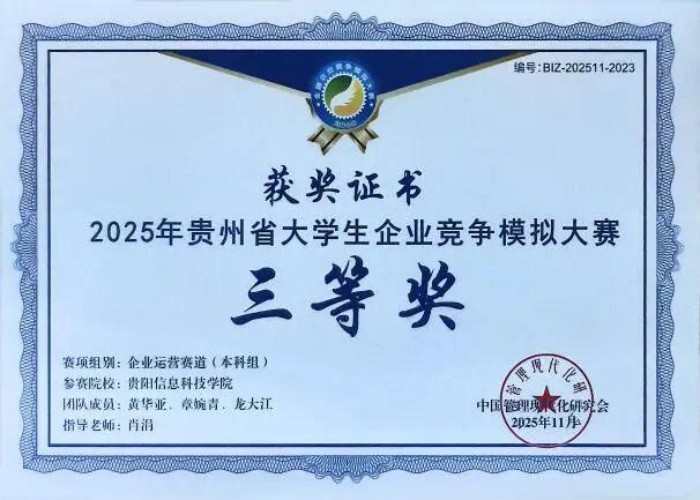 编号:BIZ-202511-2023
获奖证书
2025年贵州省大学生企业竞争模拟大赛
三等奖
赛项组别:企业运营赛道(本科组)
参赛院校:贵阳信息科技学院
团队成员:黄华亚、章婉青、龙大江
指导老师:肖涓
中国管理现代化研究会
2025年11月